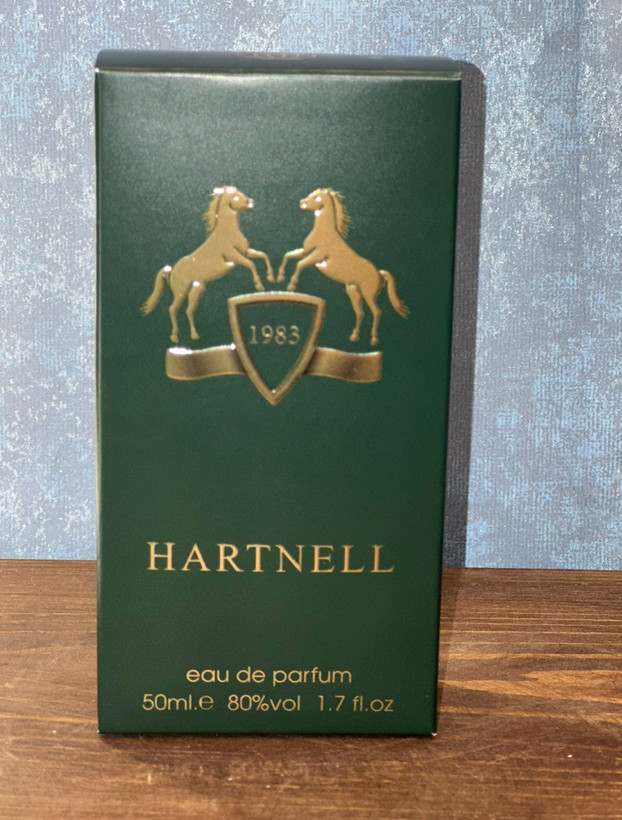 1983
HARTNELL
eau de parfum
50ml.e 80%vol 1.7 fl.oz